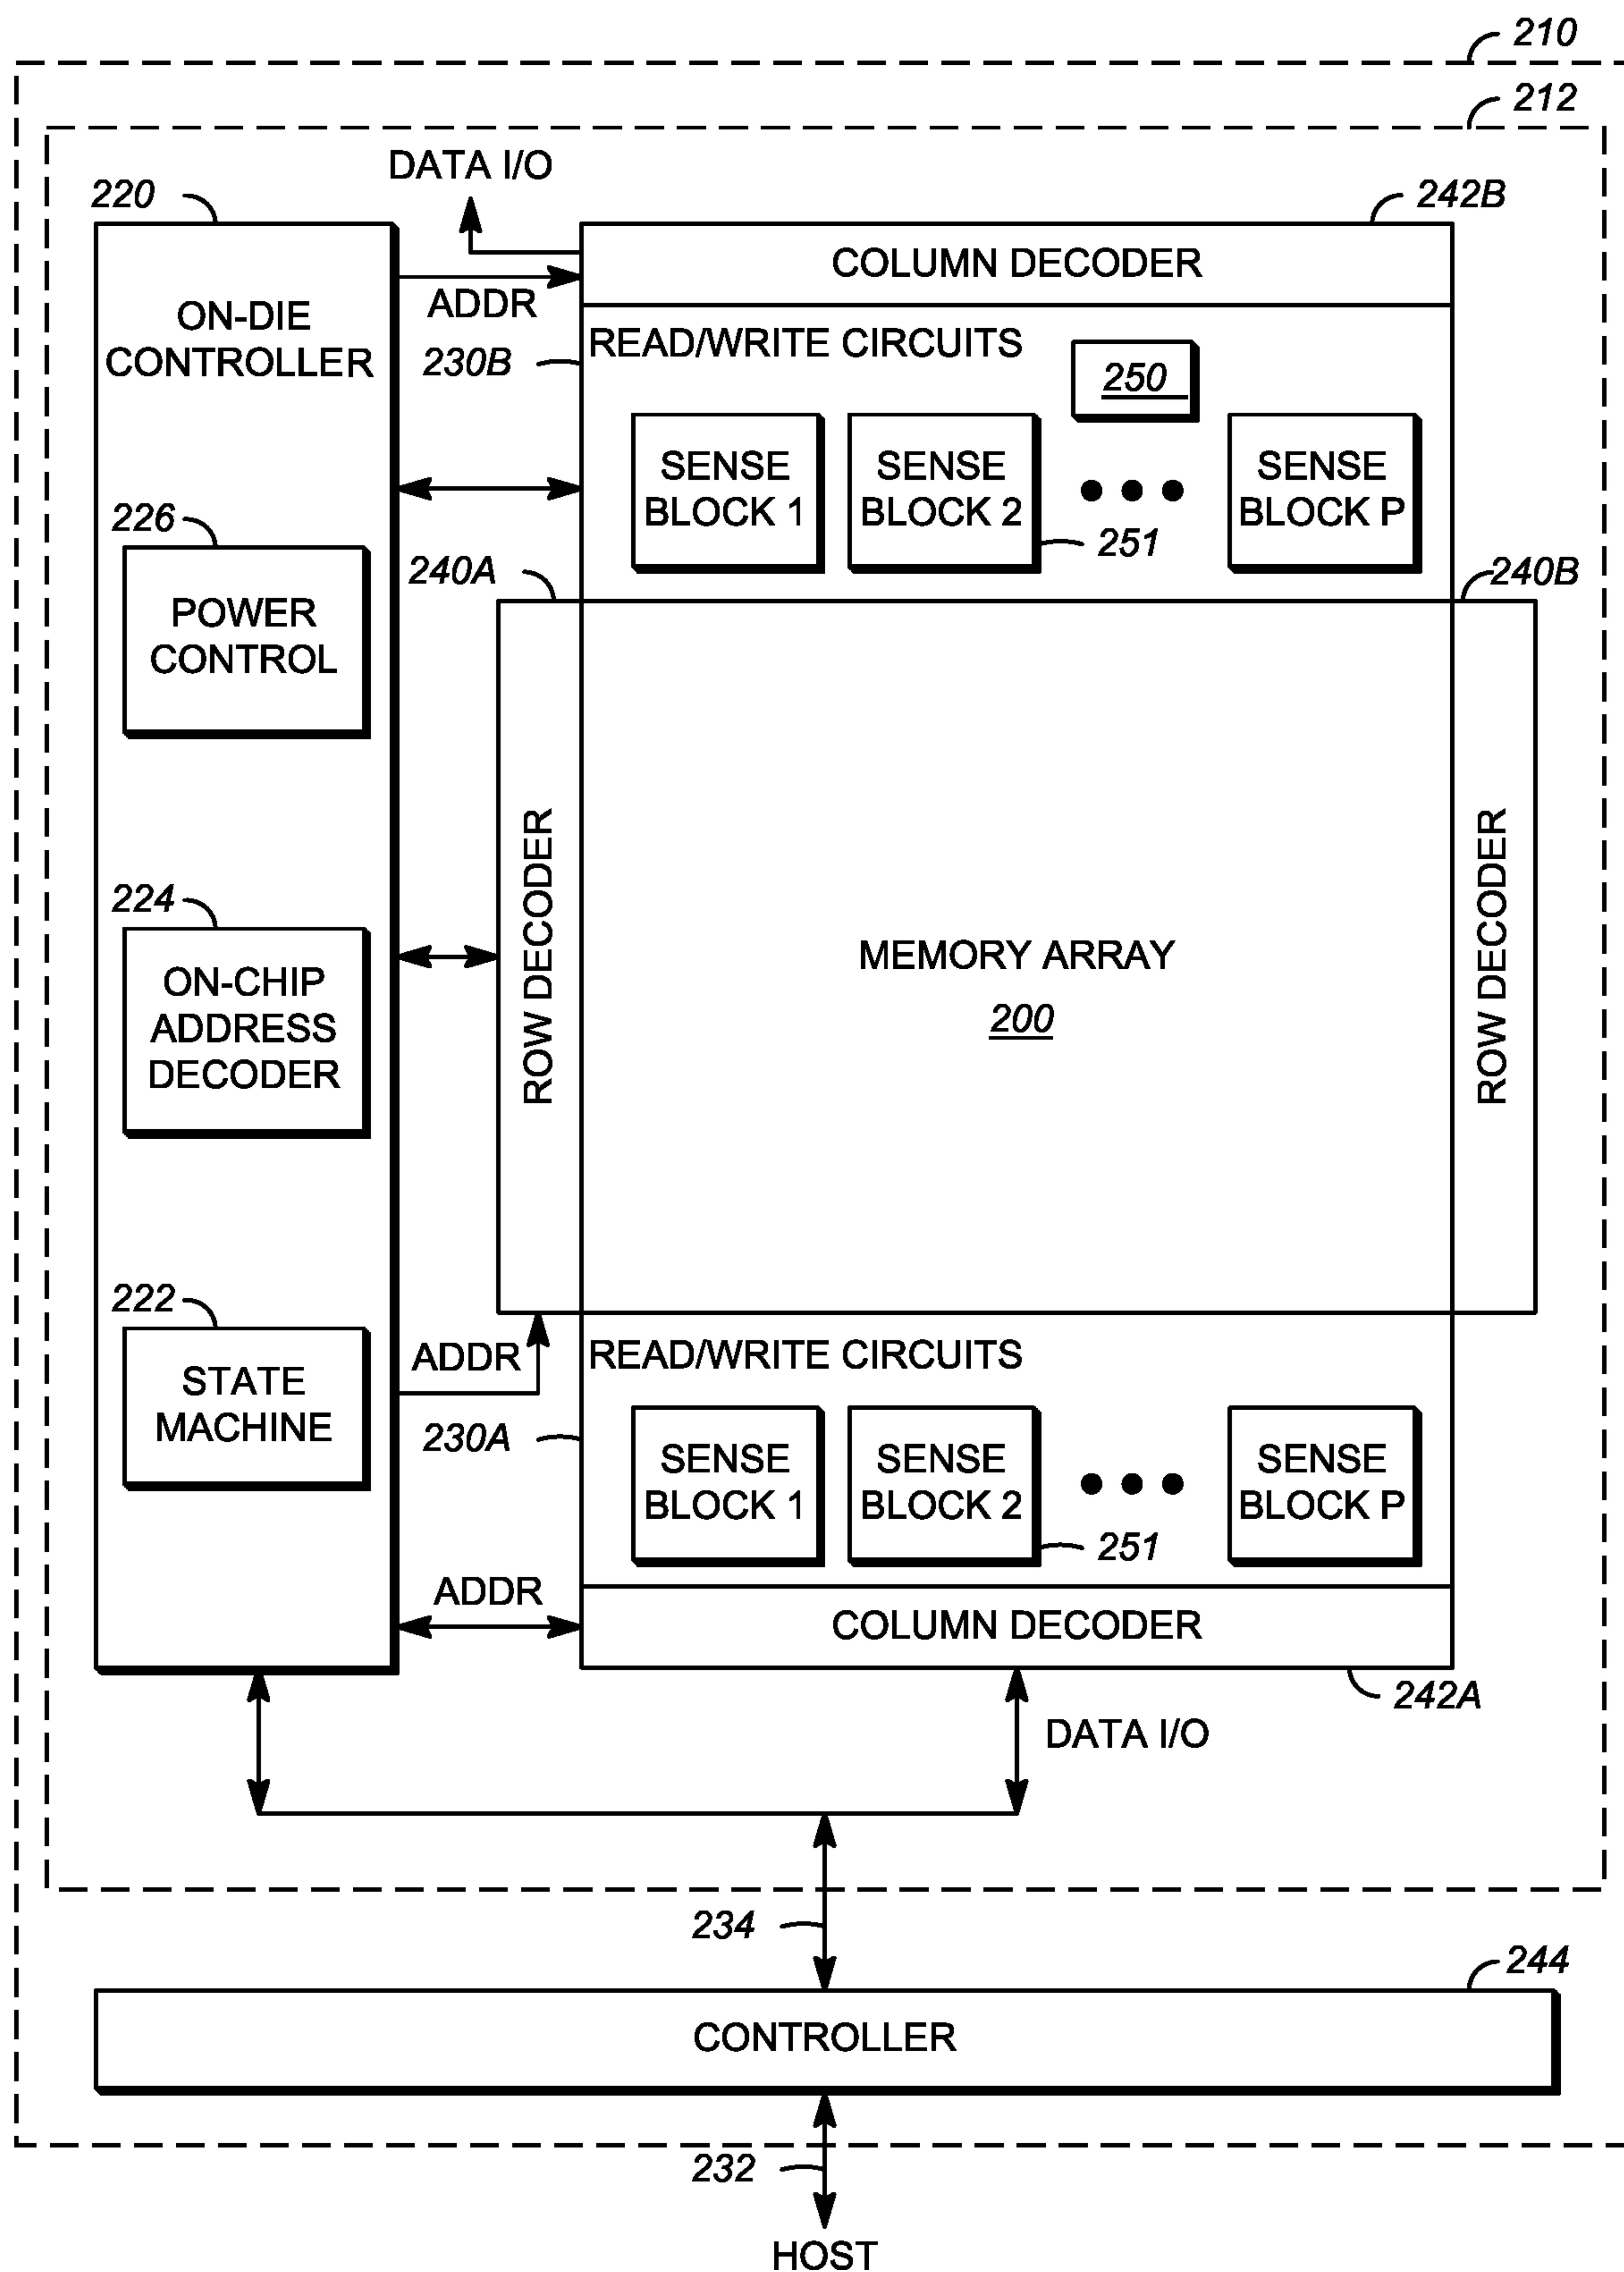 210
212
DATA I/O
220
242B
COLUMN DECODER
ADDR
ON-DIE
CONTROLLER
230B
READ/WRITE CIRCUITS
250
SENSE
BLOCK 1
SENSE
BLOCK 2
SENSE
BLOCK P
251
226
240A
240B
POWER
CONTROL
ROW DECODER
ROW DECODER
224
ON-CHIP
ADDRESS
DECODER
MEMORY ARRAY
200
222
STATE
MACHINE
ADDR
READ/WRITE CIRCUITS
230A
SENSE
BLOCK 1
SENSE
BLOCK 2
SENSE
BLOCK P
251
ADDR
COLUMN DECODER
242A
DATA I/O
234
244
CONTROLLER
232
HOST